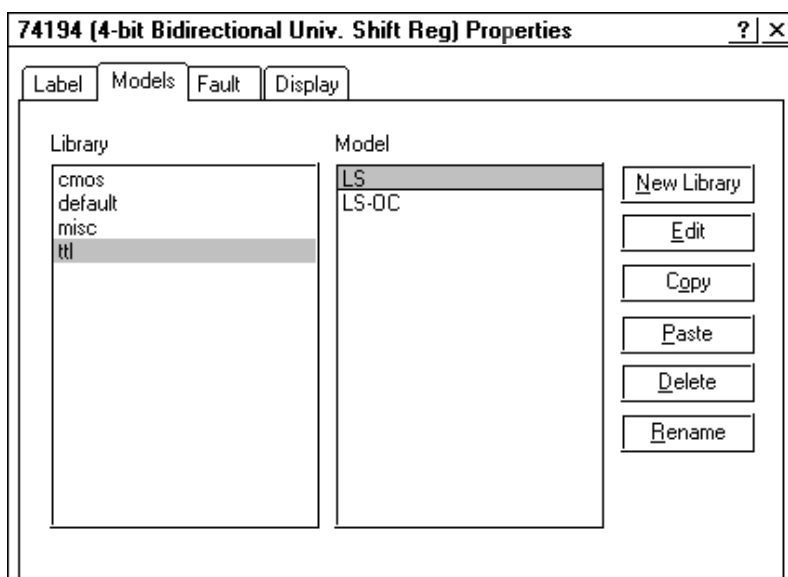 74194 (4-bit Bidirectional Univ. Shift Reg) Properties ? ×
Label Models Fault Display
Library
cmos
default
misc
ttl
Model
LS
LS-OC
New Library
Edit
Copy
Paste
Delete
Rename